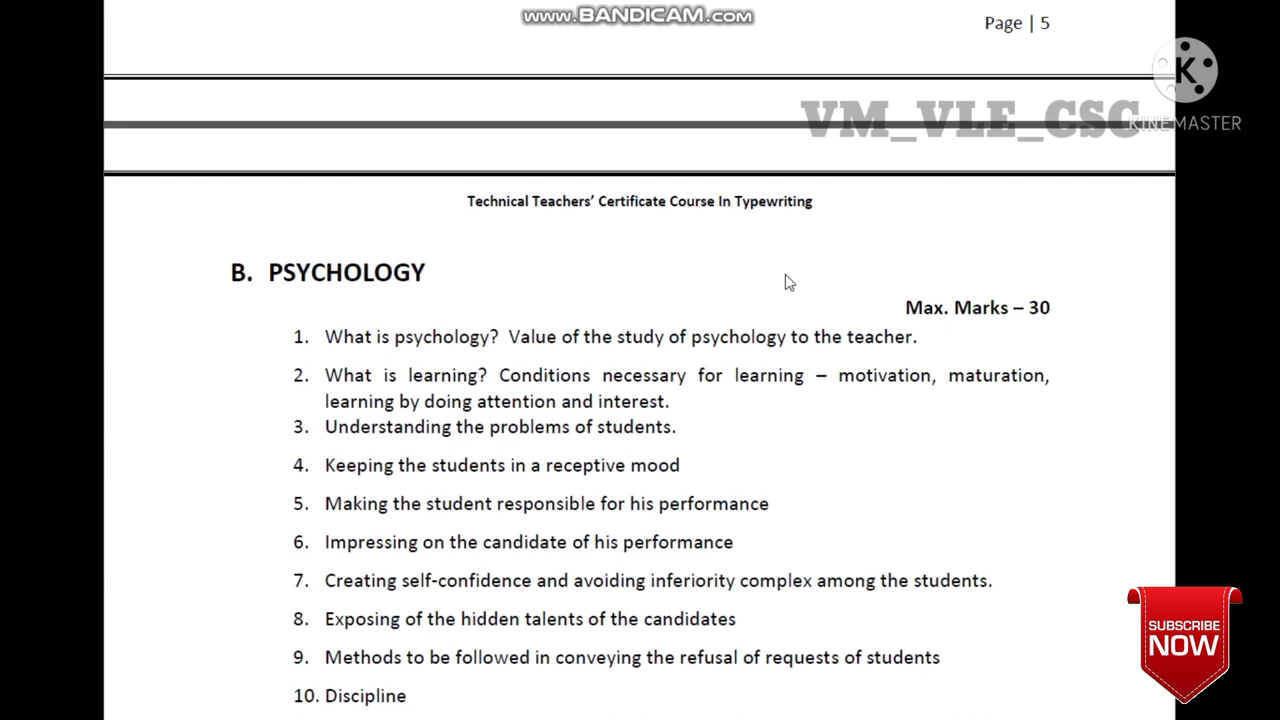 www.BANDICAM.com
Page | 5
K
VM_VLE_CSC
KINEMASTER
Technical Teachers’ Certificate Course In Typewriting
B. PSYCHOLOGY
Max. Marks – 30
1. What is psychology? Value of the study of psychology to the teacher.
2. What is learning? Conditions necessary for learning – motivation, maturation,
learning by doing attention and interest.
3. Understanding the problems of students.
4. Keeping the students in a receptive mood
5. Making the student responsible for his performance
6. Impressing on the candidate of his performance
7. Creating self-confidence and avoiding inferiority complex among the students.
8. Exposing of the hidden talents of the candidates
9. Methods to be followed in conveying the refusal of requests of students
10. Discipline
SUBSCRIBE
NOW